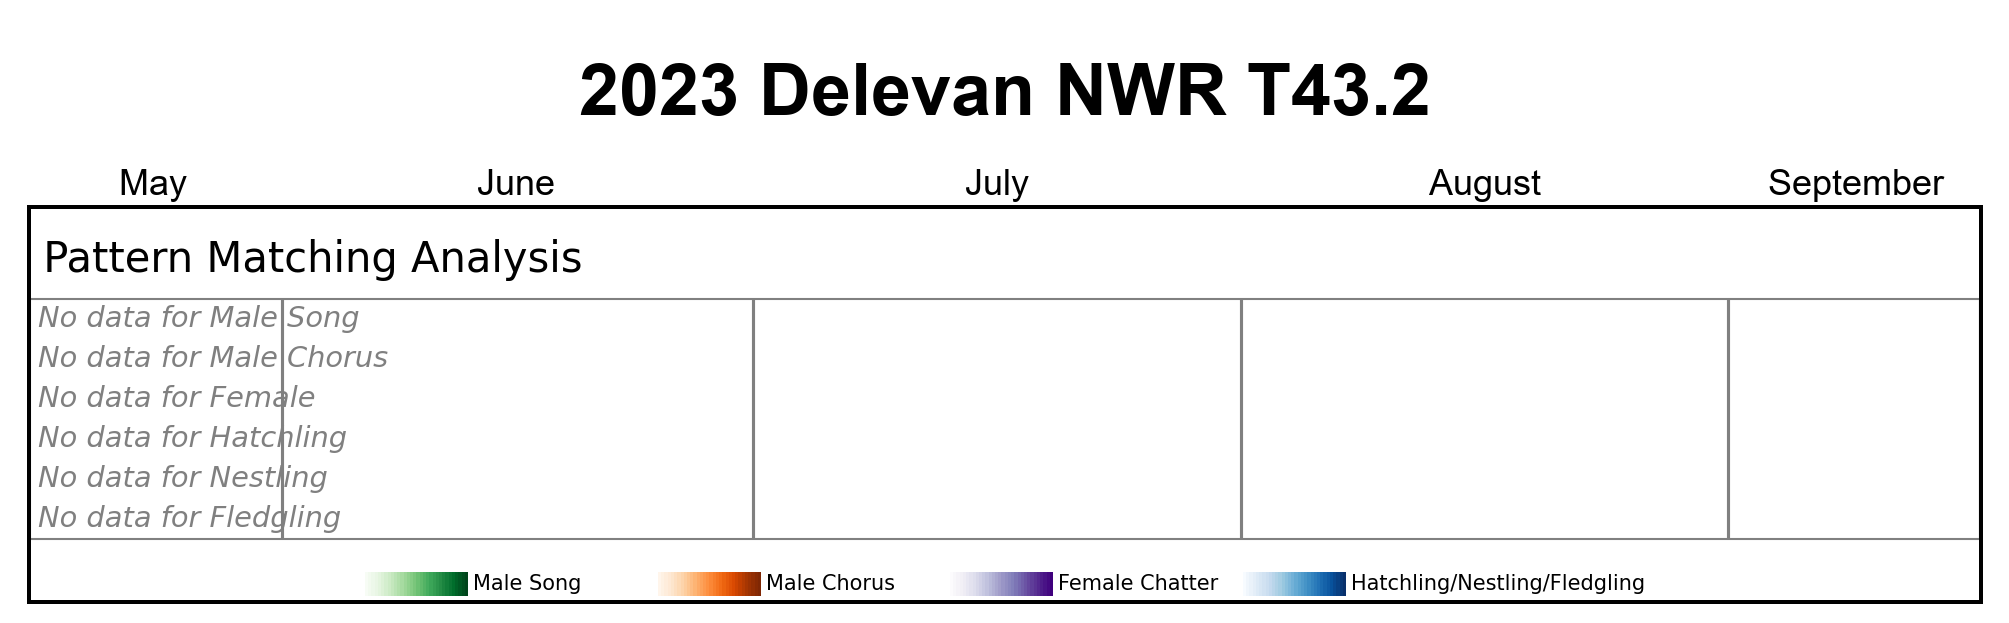 2023 Delevan NWR T43.2
May June July August September
Pattern Matching Analysis
No data for Male Song
No data for Male Chorus
No data for Female
No data for Hatchling
No data for Nestling
No data for Fledgling
Male Song Male Chorus Female Chatter Hatchling/Nestling/Fledgling